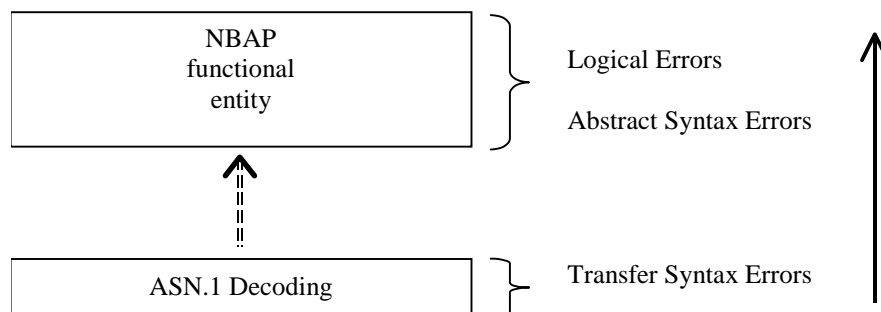 NBAP
functional
entity
Logical Errors
Abstract Syntax Errors
ASN.1 Decoding
Transfer Syntax Errors